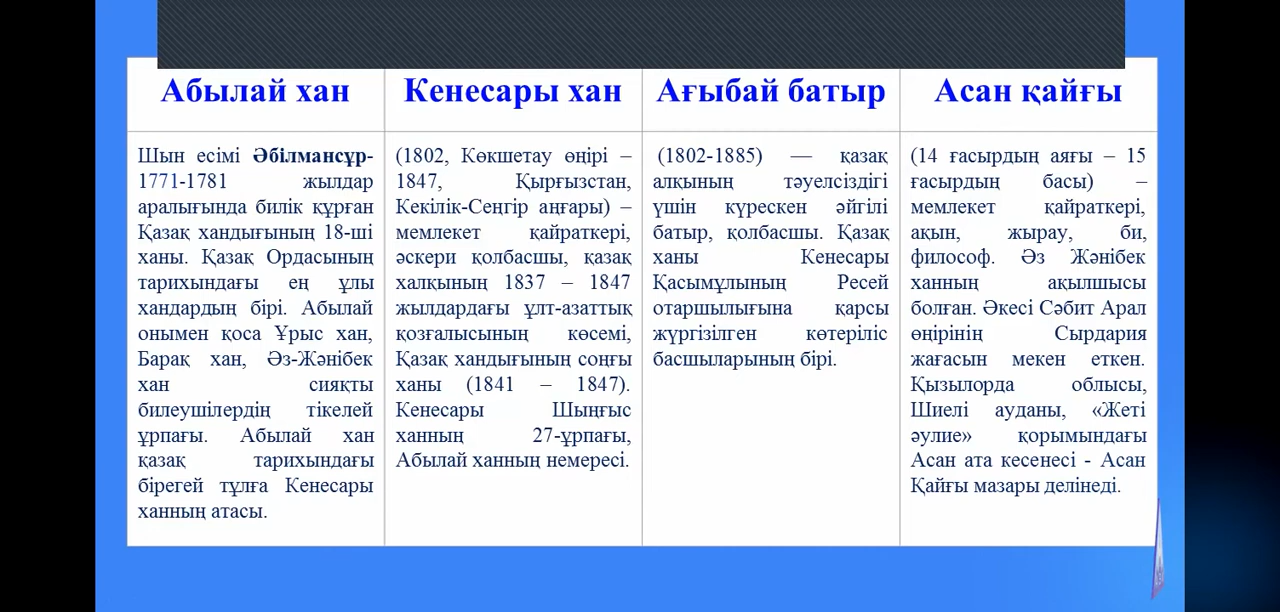 Абылай хан
Шын есімі Әбілмансұр-
1771-1781 жылдар
аралығында билік құрған
Қазақ хандығының 18-ші
ханы. Қазақ Ордасының
тарихындағы ең ұлы
хандардың бірі. Абылай
онымен қоса Ұрыс хан,
Барақ хан, Әз-Жәнібек
хан сияқты
билеушілердің тікелей
ұрпағы. Абылай хан
қазақ тарихындағы
бірегей тұлға Кенесары
ханның атасы.
Кенесары хан
(1802, Көкшетау өңірі –
1847, Қырғызстан,
Кекілік-Сеңгір аңғары) –
мемлекет қайраткері,
әскери қолбасшы, қазақ
халқының 1837 – 1847
жылдардағы ұлт-азаттық
қозғалысының көсемі,
Қазақ хандығының соңғы
ханы (1841 – 1847).
Кенесары Шыңғыс
ханның 27-ұрпағы,
Абылай ханның немересі.
Ағыбай батыр
(1802-1885) — қазақ
алқының тәуелсіздігі
үшін күрескен әйгілі
батыр, қолбасшы. Қазақ
ханы Кенесары
Қасымұлының Ресей
отаршылығына қарсы
жүргізілген көтеріліс
басшыларының бірі.
Асан қайғы
(14 ғасырдың аяғы – 15
ғасырдың басы) –
мемлекет қайраткері,
ақын, жырау, би,
философ. Әз Жәнібек
ханның ақылшысы
болған. Әкесі Сәбит Арал
өңірінің Сырдария
жағасын мекен еткен.
Қызылорда облысы,
Шиелі ауданы, «Жеті
әулие» қорымындағы
Асан ата кесенесі - Асан
Қайғы мазары делінеді.